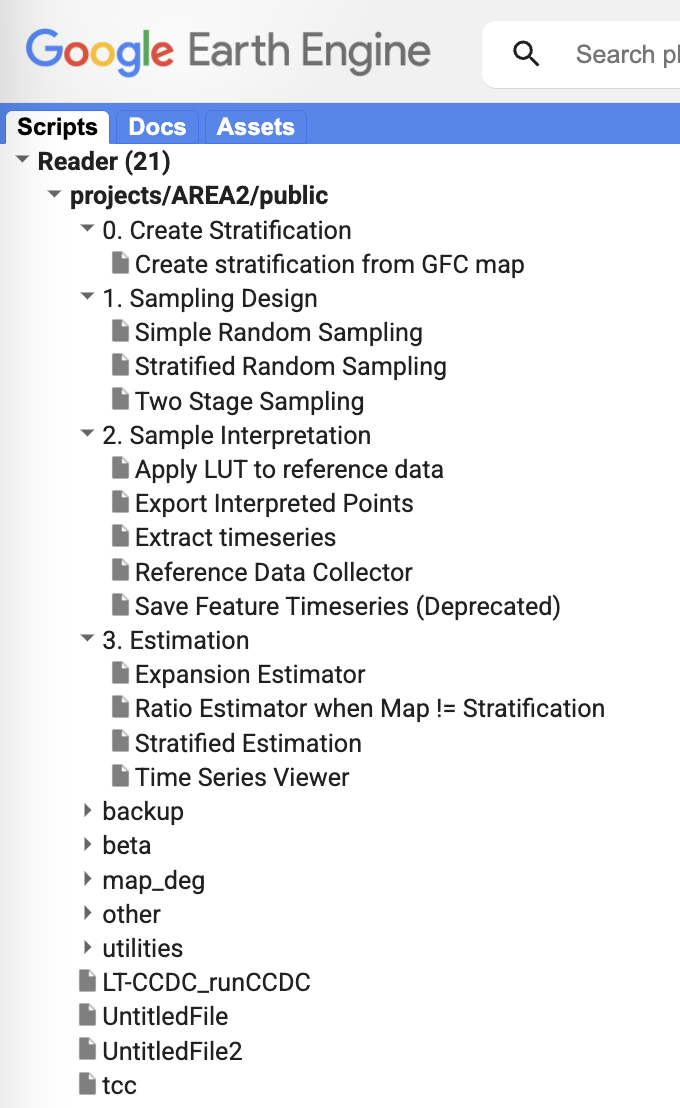 Google Earth Engine
Search pl
Scripts Docs Assets
Reader (21)
projects/AREA2/public
0. Create Stratification
Create stratification from GFC map
1. Sampling Design
Simple Random Sampling
Stratified Random Sampling
Two Stage Sampling
2. Sample Interpretation
Apply LUT to reference data
Export Interpreted Points
Extract timeseries
Reference Data Collector
Save Feature Timeseries (Deprecated)
3. Estimation
Expansion Estimator
Ratio Estimator when Map != Stratification
Stratified Estimation
Time Series Viewer
backup
beta
map_deg
other
utilities
LT-CCDC_runCCDC
UntitledFile
UntitledFile2
tcc